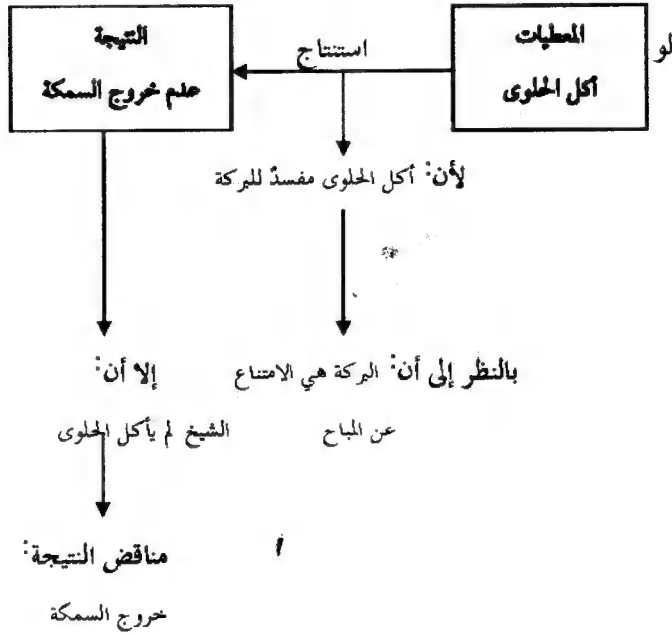 لو
المعطيات
أكل الحلوى
استنتاج
النتيجة
عدم خروج السمكة
لأن: أكل الحلوى مفسدٌ للبركة
بالنظر إلى أن: البركة هي الامتناع
عن المباح
إلا أن:
الشيخ لم يأكل الحلوى
مناقض النتيجة:
خروج السمكة